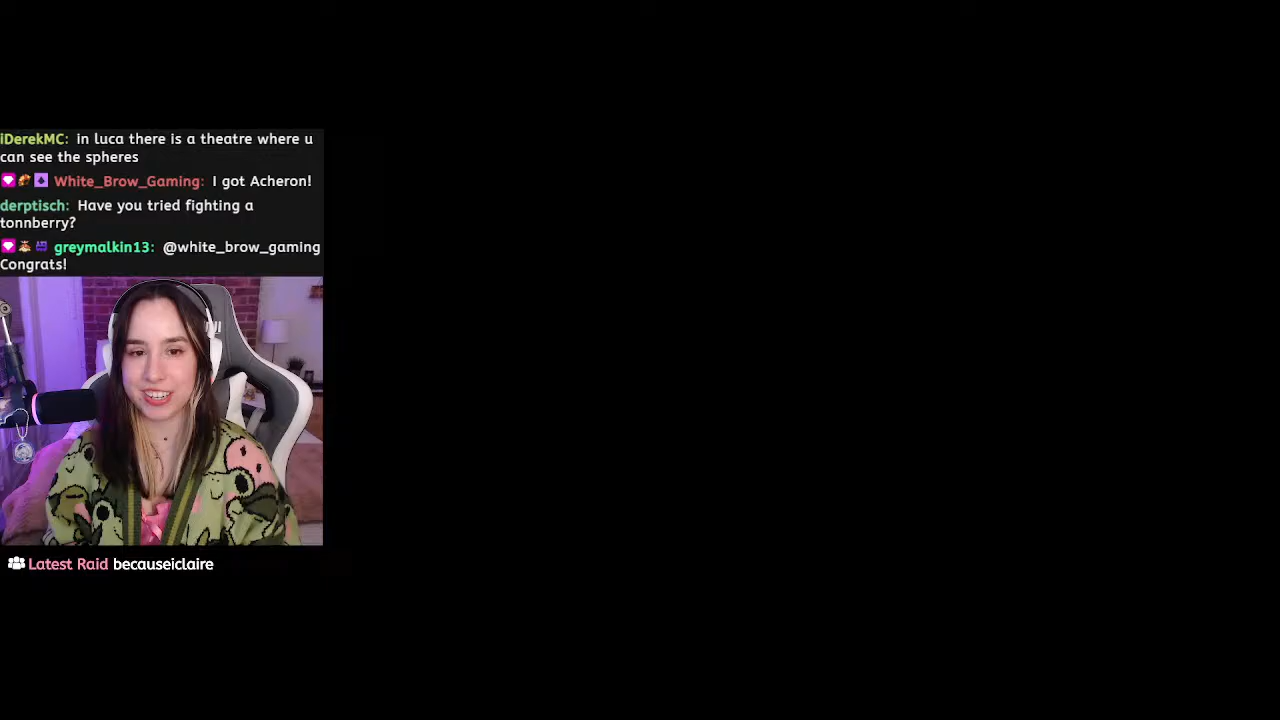 iDerekMC: in luca there is a theatre where u
can see the spheres
White_Brow_Gaming: I got Acheron!
derptisch: Have you tried fighting a
tonnberry?
greymalkin13: @white_brow_gaming
Congrats!
Latest Raid becauseiclaire